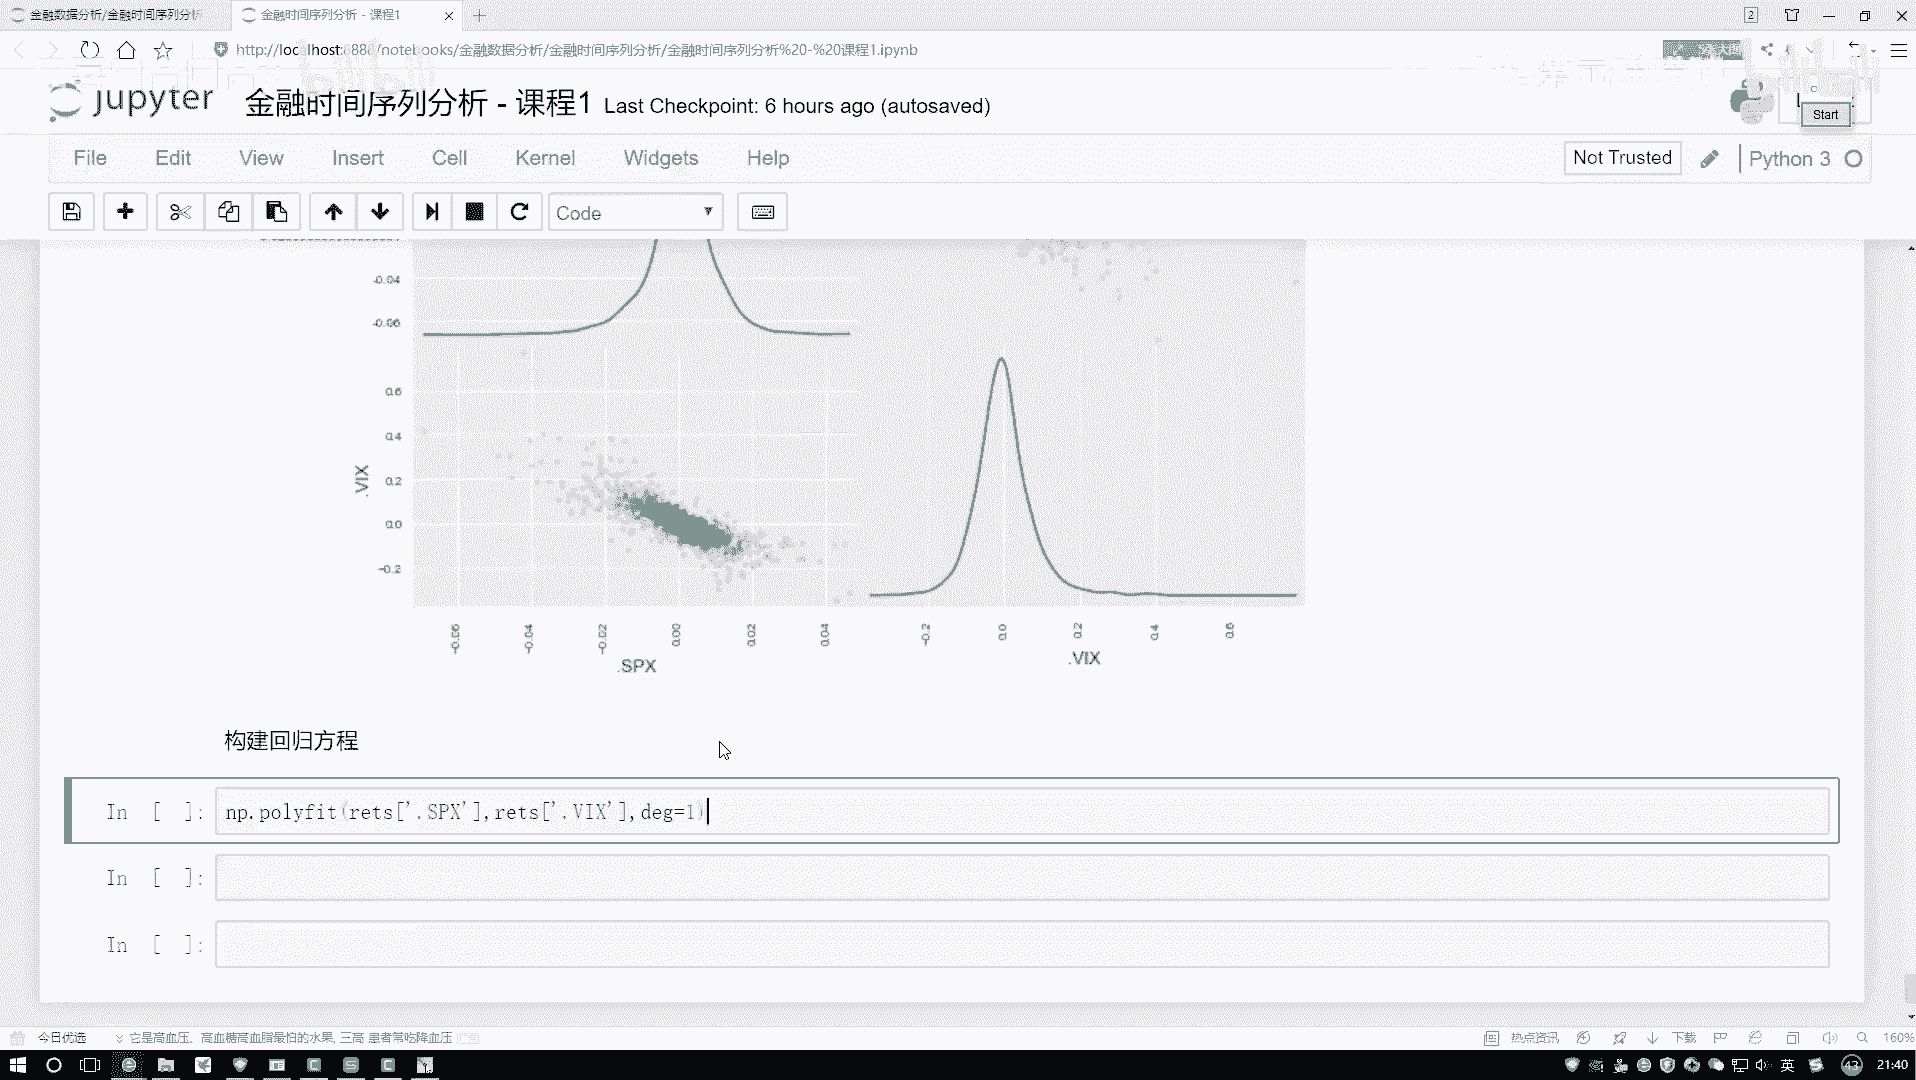 金融数据分析/金融时间序列分析
金融时间序列分析 - 课程1
2
notebooks/金融数据分析/金融时间序列分析/金融时间序列分析%20-%20课程1.ipynb
jupyter 金融时间序列分析 - 课程1 Last Checkpoint: 6 hours ago (autosaved)
Start
File Edit View Insert Cell Kernel Widgets Help
Not Trusted
Python 3
Code
-0.04
-0.06
.VIX
0.6
0.4
0.2
0.0
-0.2
-0.06 -0.04 -0.02 0.00 0.02 0.04
.SPX
-0.2 0.0 0.2 0.4 0.6
.VIX
构建回归方程
In [ ]: np.polyfit(rets['.SPX'],rets['.VIX'],deg=1)
In [ ]:
In [ ]:
今日优选 它是高血压、高血糖高血脂最怕的水果, 三高 患者常吃降血压
热点资讯 下载 160%
英 43 21:40